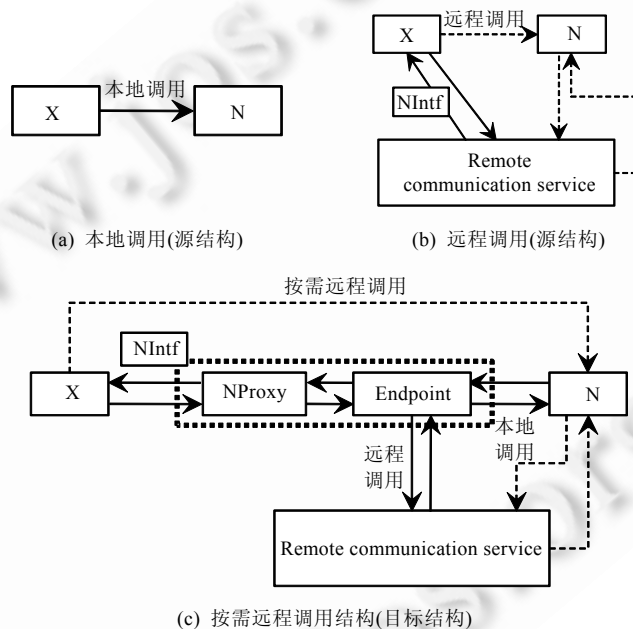 本地调用
X
N
(a) 本地调用(源结构)
远程调用
X
N
NIntf
Remote
communication service
(b) 远程调用(源结构)
按需远程调用
NIntf
X
NProxy
Endpoint
N
远程
调用
本地
调用
Remote communication service
(c) 按需远程调用结构(目标结构)